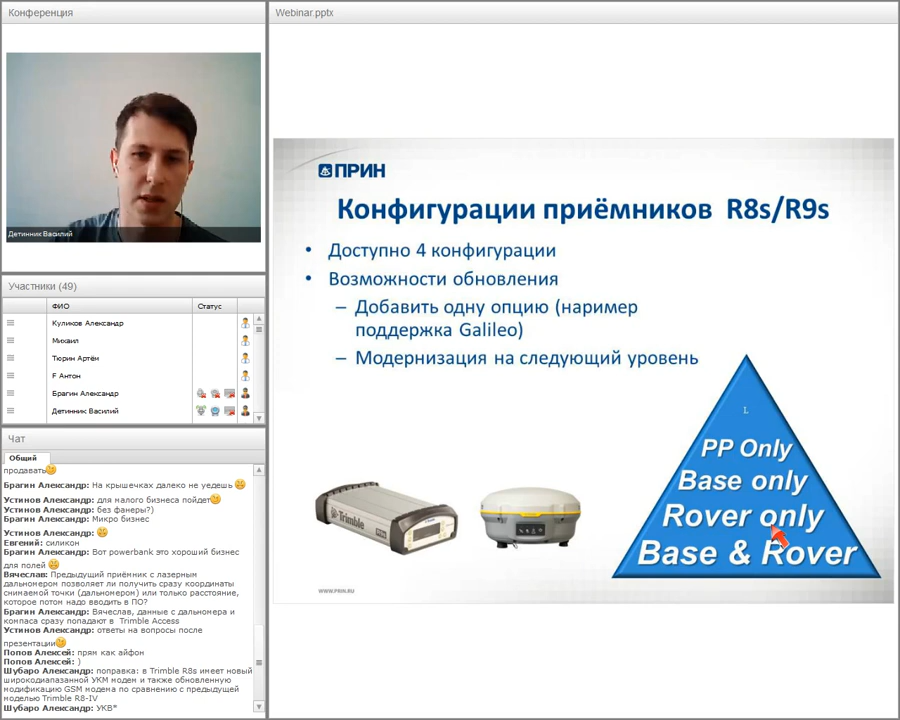 Конференция
Детинник Василий
Участники (49)
ФИО
Статус
Куликов Александр
Михаил
Тюрин Артём
F Антон
Брагин Александр
Детинник Василий
Чат
Общий
продавать
Брагин Александр: На крышечках далеко не уедешь
Устинов Александр: для малого бизнеса пойдет
Устинов Александр: без фанеры?)
Брагин Александр: Микро бизнес
Устинов Александр:
Евгений: силикон
Брагин Александр: Вот powerbank это хороший бизнес
для полей
Вячеслав: Предыдущий приёмник с лазерным
дальномером позволяет ли получить сразу координаты
снимаемой точки (дальномером) или только расстояние,
которое потом надо вводить в ПО?
Брагин Александр: Вячеслав, данные с дальномера и
компаса сразу попадают в Trimble Access
Устинов Александр: ответы на вопросы после
презентации
Попов Алексей: прям как айфон
Попов Алексей: )
Шубаро Александр: поправка: в Trimble R8s имеет новый
широкодиапазонной УКМ модем и также обновленную
модификацию GSM модема по сравнению с предыдущей
моделью Trimble R8-IV
Шубаро Александр: УКВ*
Webinar.pptx
ПРИН
Конфигурации приёмников R8s/R9s
• Доступно 4 конфигурации
• Возможности обновления
– Добавить одну опцию (наример
поддержка Galileo)
– Модернизация на следующий уровень
L
PP Only
Base only
Rover only
Base & Rover
Trimble
WWW.PRIN.RU